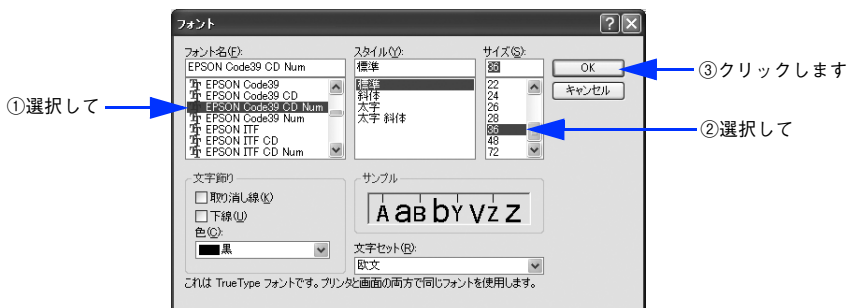 フォント
フォント名(F):
EPSON Code39 CD Num
EPSON Code39
EPSON Code39 CD
EPSON Code39 CD Num
EPSON Code39 Num
EPSON ITF
EPSON ITF CD
EPSON ITF CD Num
スタイル(Y):
標準
標準
斜体
太字
太字 斜体
サイズ(S):
36
22
24
26
28
36
48
72
OK
キャンセル
①選択して
②選択して
③クリックします
文字飾り
取り消し線(K)
下線(U)
色(C):
黒
サンプル
AaBbYyZz
文字セット(R):
欧文
これは TrueType フォントです。プリンタと画面の両方で同じフォントを使用します。